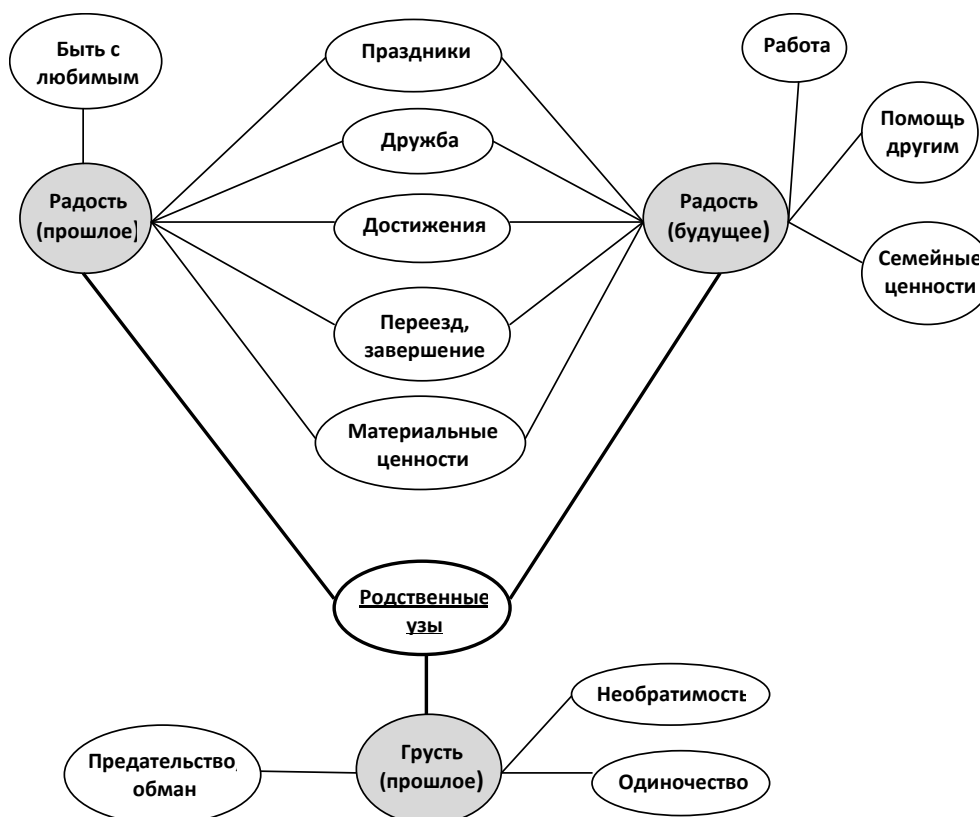 Быть с
любимым
Праздники
Работа
Помощь
другим
Дружба
Радость
(прошлое)
Достижения
Радость
(будущее)
Семейные
ценности
Переезд,
завершение
Материальные
ценности
Родственные
узы
Необратимость
Предательство,
обман
Грусть
(прошлое)
Одиночество